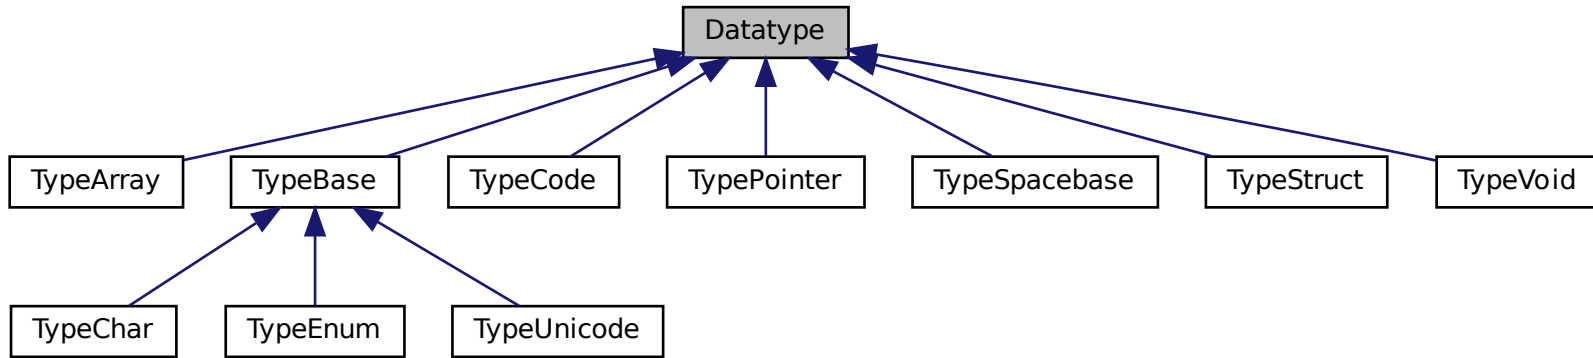 Datatype
TypeArray
TypeBase
TypeCode
TypePointer
TypeSpacebase
TypeStruct
TypeVoid
TypeChar
TypeEnum
TypeUnicode